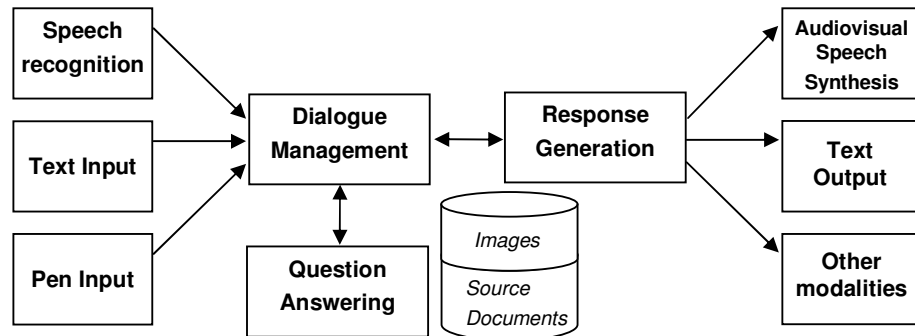 Speech
recognition
Text Input
Pen Input
Dialogue
Management
Question
Answering
Images
Source
Documents
Response
Generation
Audiovisual
Speech
Synthesis
Text
Output
Other
modalities